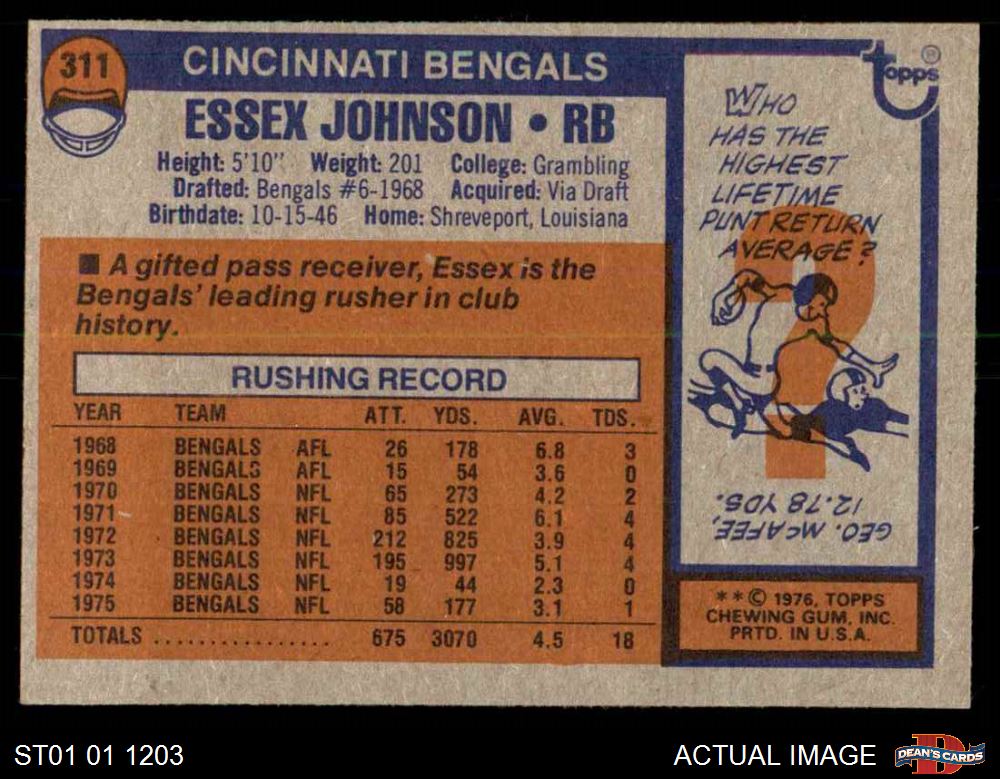 311
CINCINNATI BENGALS
ESSEX JOHNSON • RB
Height: 5'10" Weight: 201 College: Grambling
Drafted: Bengals #6-1968 Acquired: Via Draft
Birthdate: 10-15-46 Home: Shreveport, Louisiana
■ A gifted pass receiver, Essex is the
Bengals' leading rusher in club
history.
RUSHING RECORD
YEAR TEAM ATT. YDS. AVG. TDS.
1968 BENGALS AFL 26 178 6.8 3
1969 BENGALS AFL 15 54 3.6 0
1970 BENGALS NFL 65 273 4.2 2
1971 BENGALS NFL 85 522 6.1 4
1972 BENGALS NFL 212 825 3.9 4
1973 BENGALS NFL 195 997 5.1 4
1974 BENGALS NFL 19 44 2.3 0
1975 BENGALS NFL 58 177 3.1 1
TOTALS ................ 675 3070 4.5 18
topps®
WHO
HAS THE
HIGHEST
LIFETIME
PUNT RETURN
AVERAGE?
?
GEO. McAFEE,
12.78 YDS.
**© 1976, TOPPS
CHEWING GUM, INC.
PRTD. IN U.S.A.
ST01 01 1203
ACTUAL IMAGE
D
DEAN'S CARDS